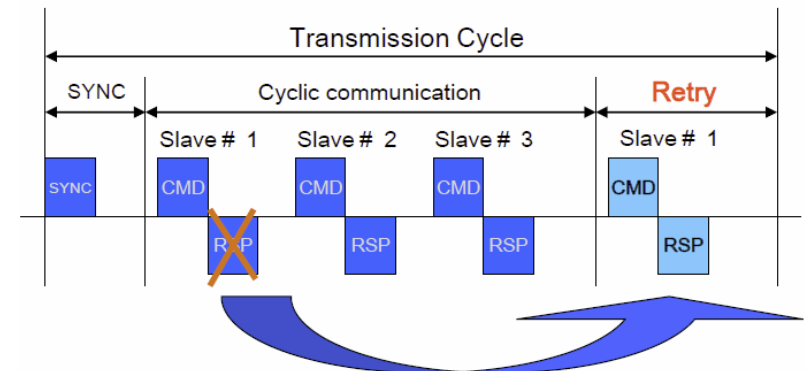 Transmission Cycle
SYNC Cyclic communication Retry
Slave # 1 Slave # 2 Slave # 3 Slave # 1
SYNC CMD CMD CMD CMD
RSP RSP RSP RSP